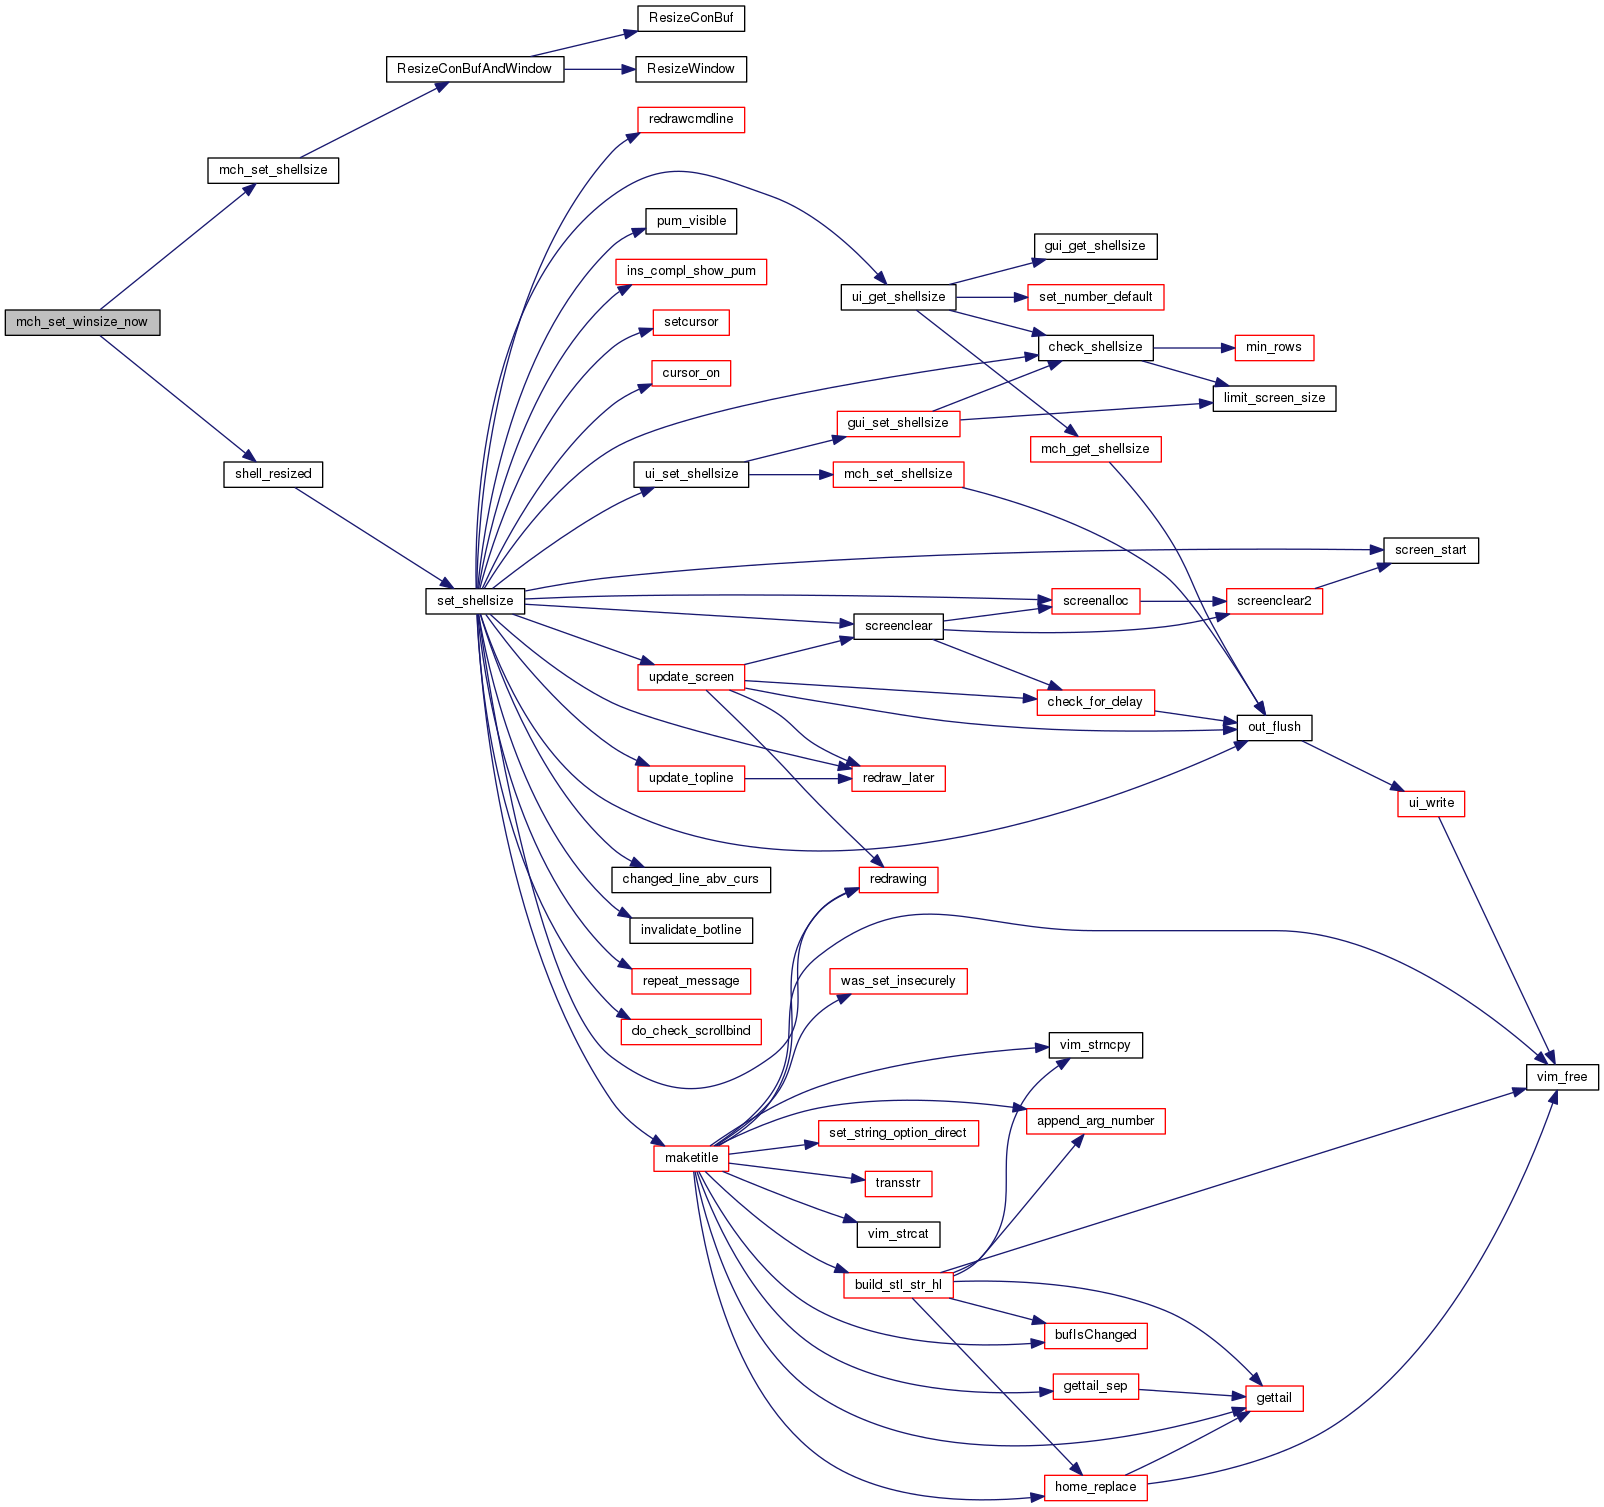 ResizeConBuf
ResizeConBufAndWindow
ResizeWindow
redrawcmdline
mch_set_shellsize
pum_visible
gui_get_shellsize
ins_compl_show_pum
ui_get_shellsize
set_number_default
mch_set_winsize_now
setcursor
check_shellsize
min_rows
cursor_on
limit_screen_size
gui_set_shellsize
mch_get_shellsize
shell_resized
ui_set_shellsize
mch_set_shellsize
screen_start
set_shellsize
screenalloc
screenclear2
screenclear
update_screen
check_for_delay
out_flush
update_topline
redraw_later
ui_write
changed_line_abv_curs
redrawing
invalidate_botline
repeat_message
was_set_insecurely
do_check_scrollbind
vim_strncpy
vim_free
append_arg_number
set_string_option_direct
maketitle
transstr
vim_strcat
build_stl_str_hl
bufIsChanged
gettail_sep
gettail
home_replace